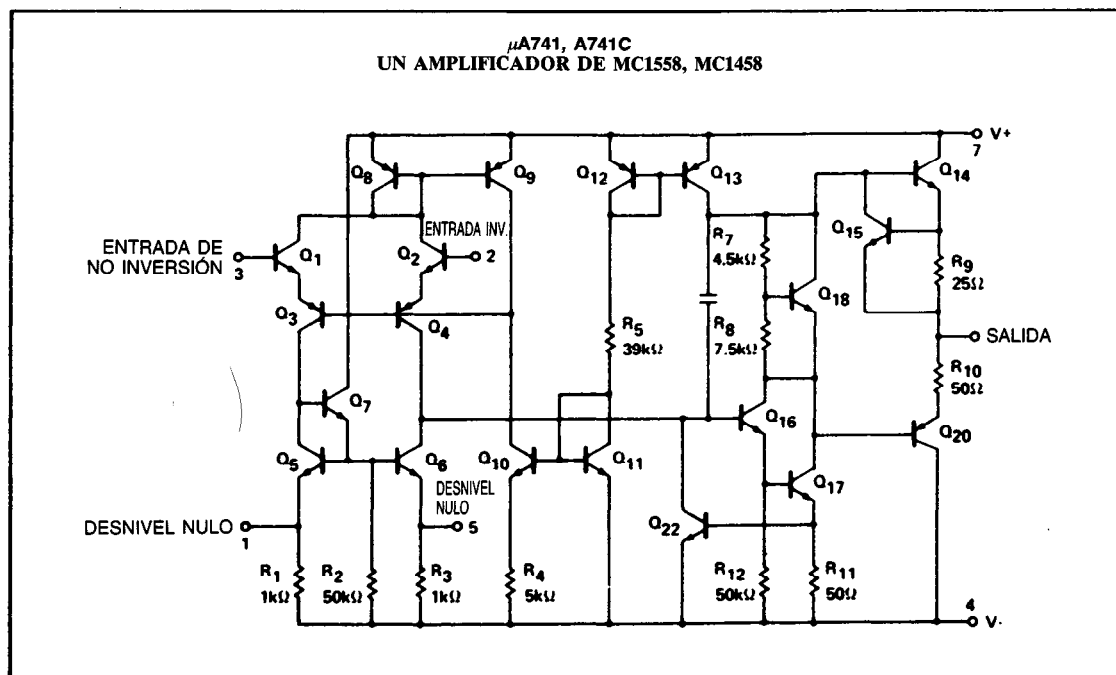 μA741, A741C
UN AMPLIFICADOR DE MC1558, MC1458
V+
7
Q8
Q9
Q12
Q13
Q14
ENTRADA DE
NO INVERSIÓN
3
Q1
ENTRADA INV.
Q2
2
R7
4.5kΩ
Q15
Q18
R9
25Ω
Q3
Q4
R5
39kΩ
R8
7.5kΩ
SALIDA
R10
50Ω
Q7
Q16
Q20
Q5
Q6
Q10
Q11
Q17
DESNIVEL
NULO
DESNIVEL NULO
1
5
Q22
R1
1kΩ
R2
50kΩ
R3
1kΩ
R4
5kΩ
R12
50kΩ
R11
50Ω
4
V-